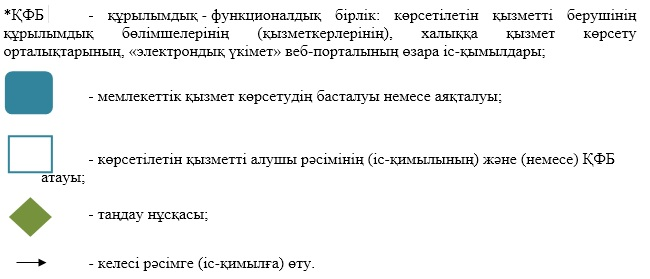 *ҚФБ - құрылымдық - функционалдық бірлік: көрсетілетін қызметті берушінің
құрылымдық бөлімшелерінің (қызметкерлерінің), халыққа қызмет көрсету
орталықтарының, «электрондық үкімет» веб-порталының өзара іс-қымылдары;
- мемлекеттік қызмет көрсетудің басталуы немесе аяқталуы;
- көрсетілетін қызметті алушы рәсімінің (іс-қимылының) және (немесе) ҚФБ
атауы;
- таңдау нұсқасы;
- келесі рәсімге (іс-қимылға) өту.